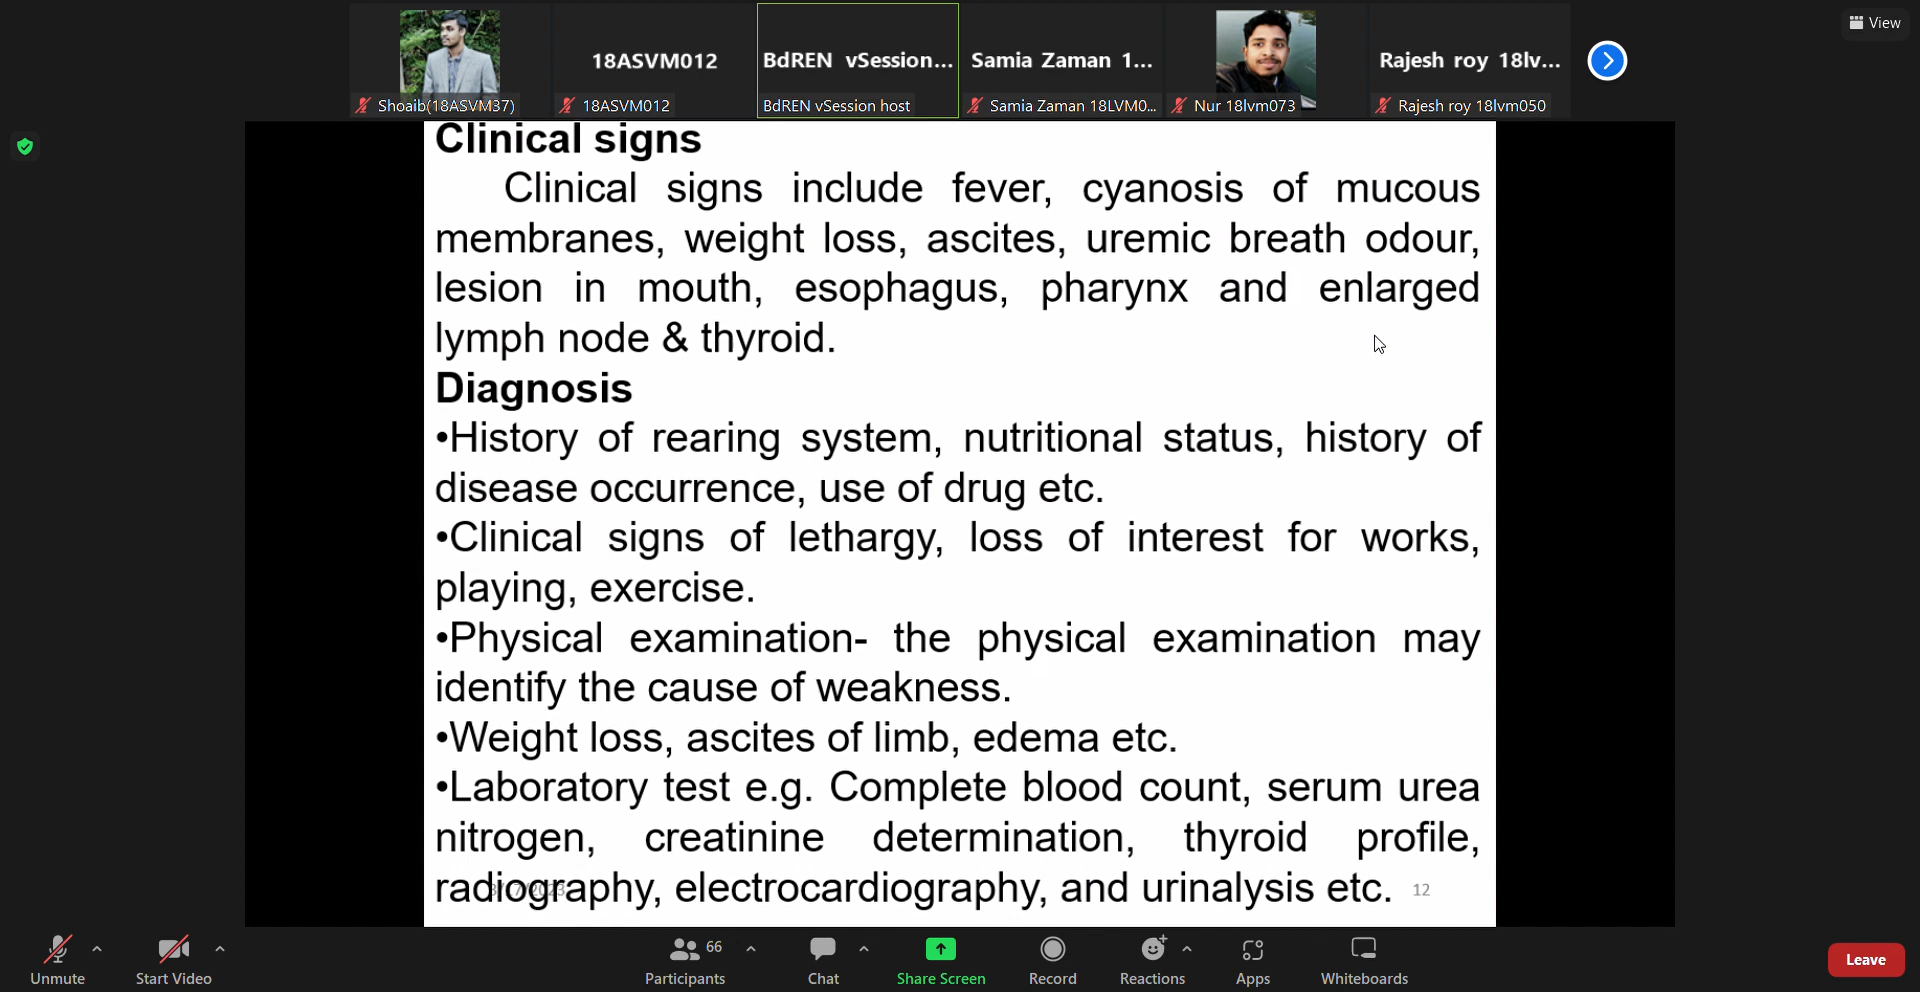 View
18ASVM012
BdREN vSession...
Samia Zaman 1...
Rajesh roy 18lv...
Shoaib(18ASVM37)
18ASVM012
BdREN vSession host
Samia Zaman 18LVM0...
Nur 18lvm073
Rajesh roy 18lvm050
Clinical signs
Clinical signs include fever, cyanosis of mucous
membranes, weight loss, ascites, uremic breath odour,
lesion in mouth, esophagus, pharynx and enlarged
lymph node & thyroid.
Diagnosis
•History of rearing system, nutritional status, history of
disease occurrence, use of drug etc.
•Clinical signs of lethargy, loss of interest for works,
playing, exercise.
•Physical examination- the physical examination may
identify the cause of weakness.
•Weight loss, ascites of limb, edema etc.
•Laboratory test e.g. Complete blood count, serum urea
nitrogen, creatinine determination, thyroid profile,
radiography, electrocardiography, and urinalysis etc.
12
66
Unmute
Start Video
Participants
Chat
Share Screen
Record
Reactions
Apps
Whiteboards
Leave